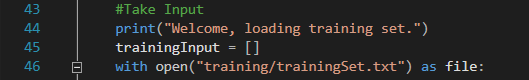 43 #Take Input
44 print("Welcome, loading training set.")
45 trainingInput = []
46 with open("training/trainingSet.txt") as file: